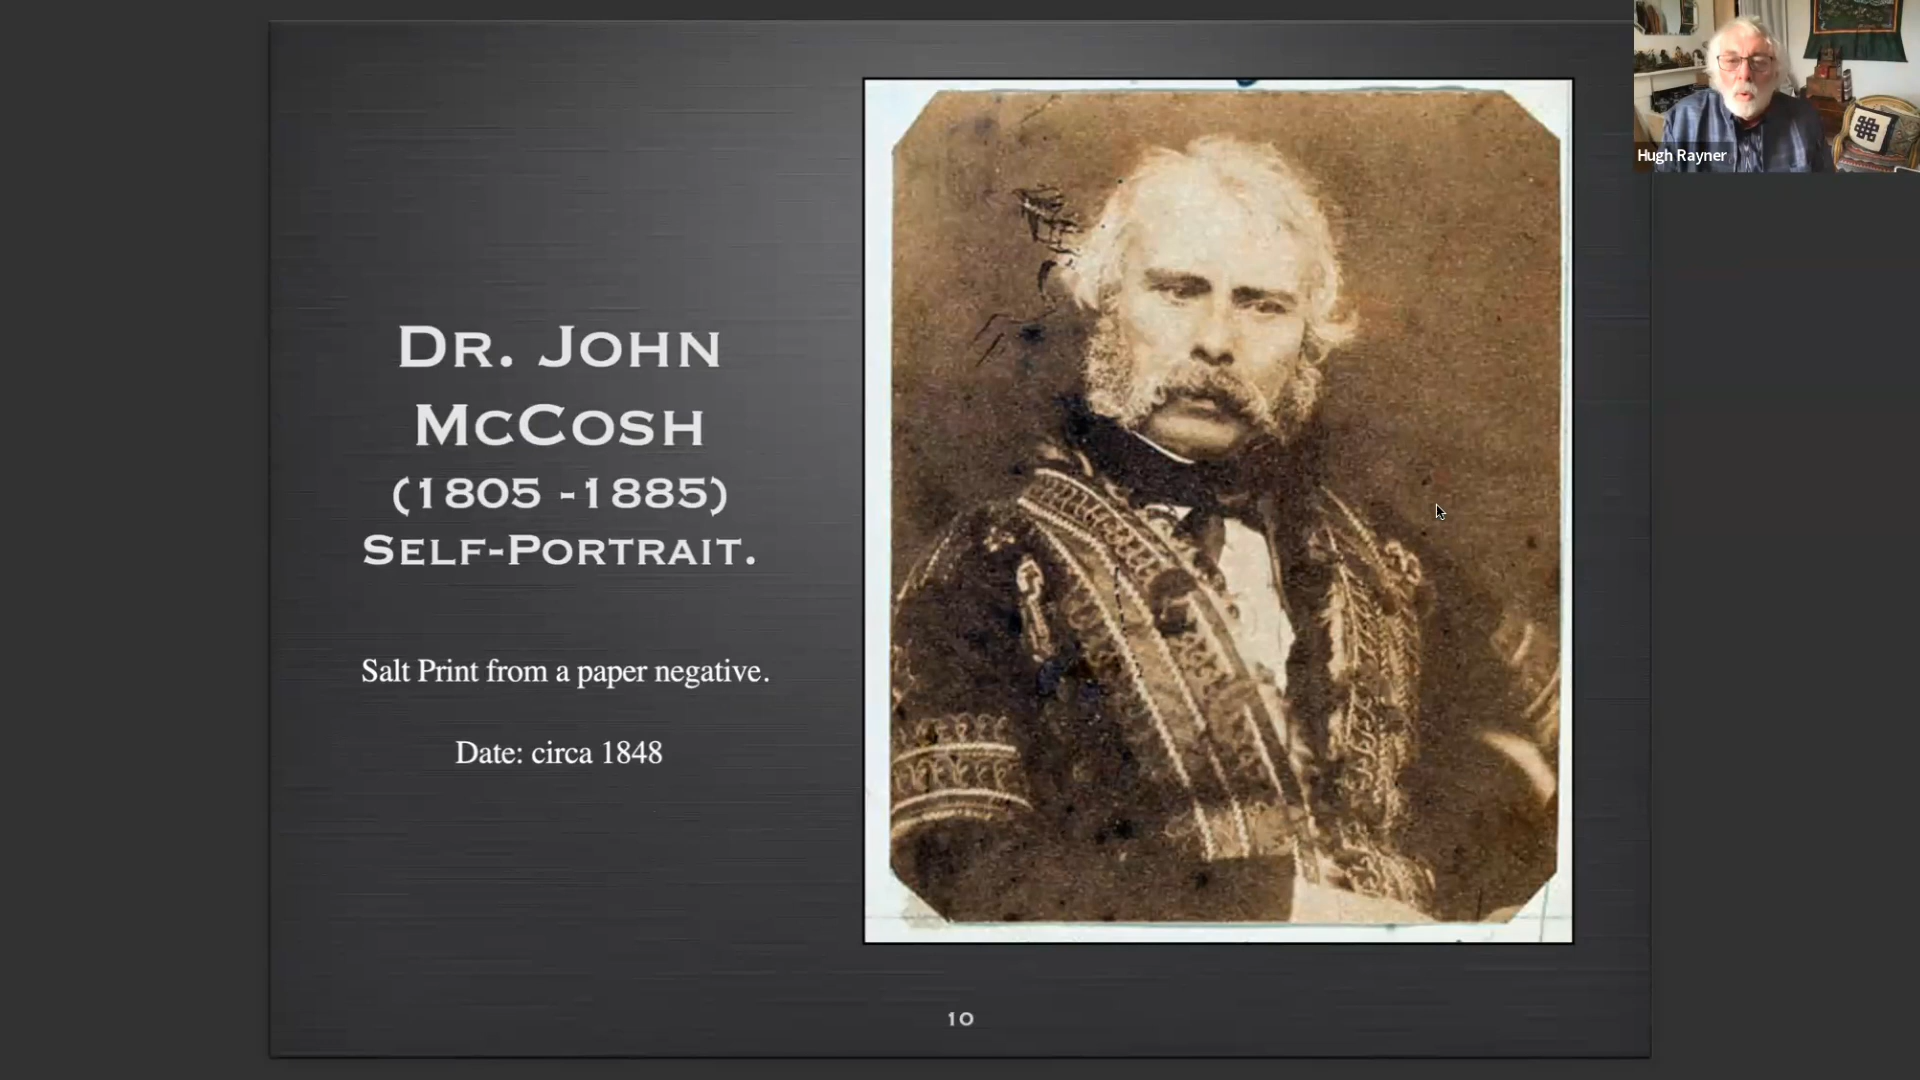 Dr. John
McCosh
(1805 -1885)
Self-Portrait.
Salt Print from a paper negative.
Date: circa 1848
10
Hugh Rayner